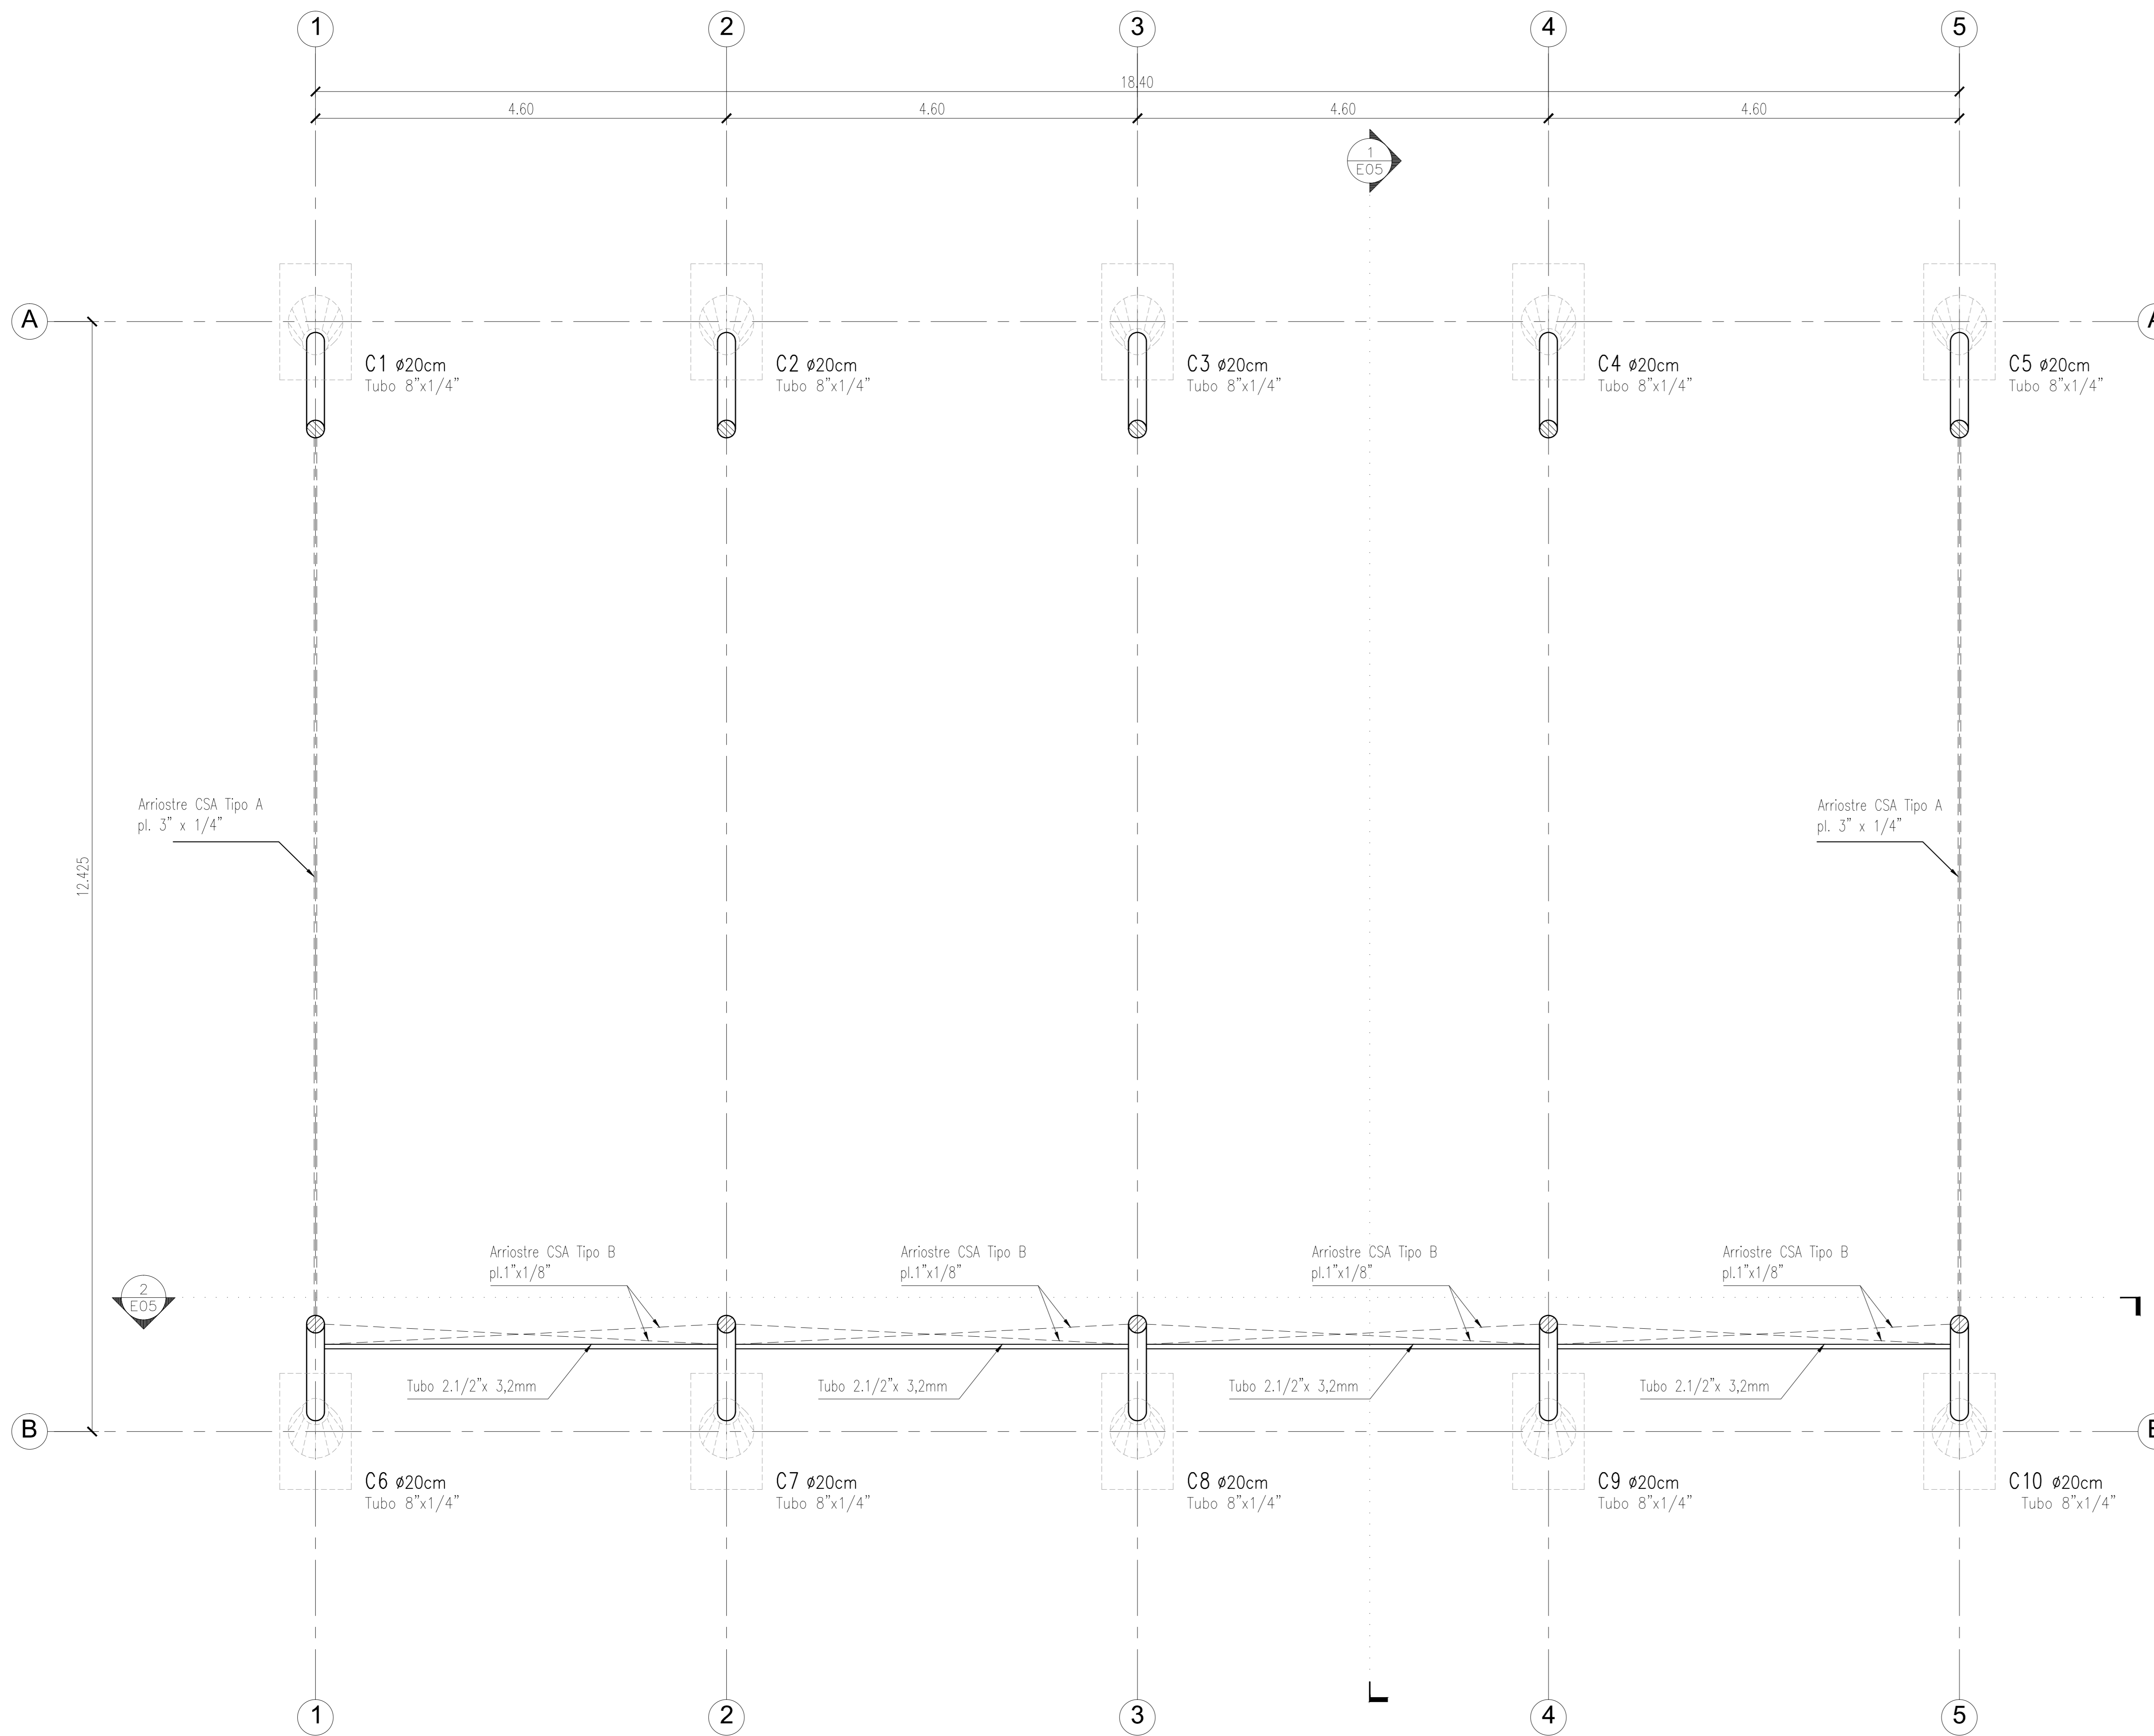 1
2
3
4
5
18.40
4.60
4.60
4.60
4.60
1
E05
A
A
C1 ø20cm
Tubo 8"x1/4"
C2 ø20cm
Tubo 8"x1/4"
C3 ø20cm
Tubo 8"x1/4"
C4 ø20cm
Tubo 8"x1/4"
C5 ø20cm
Tubo 8"x1/4"
Arriostre CSA Tipo A
pl. 3" x 1/4"
Arriostre CSA Tipo A
pl. 3" x 1/4"
12.425
Arriostre CSA Tipo B
pl.1"x1/8"
Arriostre CSA Tipo B
pl.1"x1/8"
Arriostre CSA Tipo B
pl.1"x1/8"
Arriostre CSA Tipo B
pl.1"x1/8"
2
E05
Tubo 2.1/2"x 3,2mm
Tubo 2.1/2"x 3,2mm
Tubo 2.1/2"x 3,2mm
Tubo 2.1/2"x 3,2mm
B
B
C6 ø20cm
Tubo 8"x1/4"
C7 ø20cm
Tubo 8"x1/4"
C8 ø20cm
Tubo 8"x1/4"
C9 ø20cm
Tubo 8"x1/4"
C10 ø20cm
Tubo 8"x1/4"
1
2
3
4
5